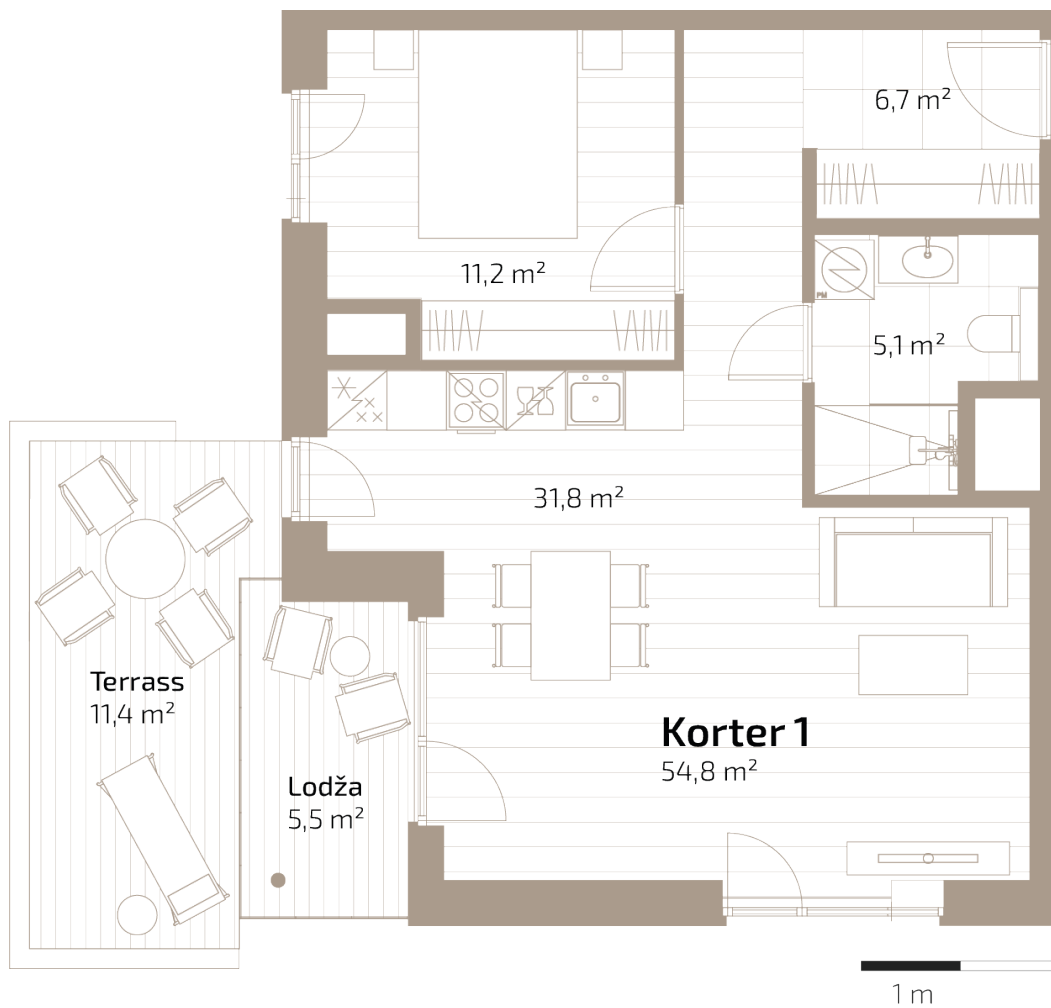 6,7 m²
11,2 m²
PM
5,1 m²
31,8 m²
Terrass
11,4 m²
Korter 1
54,8 m²
Lodža
5,5 m²
1 m